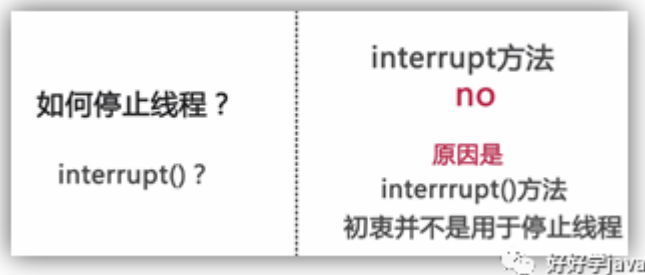 如何停止线程？
interrupt()？
interrupt方法
no
原因是
interrrupt()方法
初衷并不是用于停止线程
好好学java